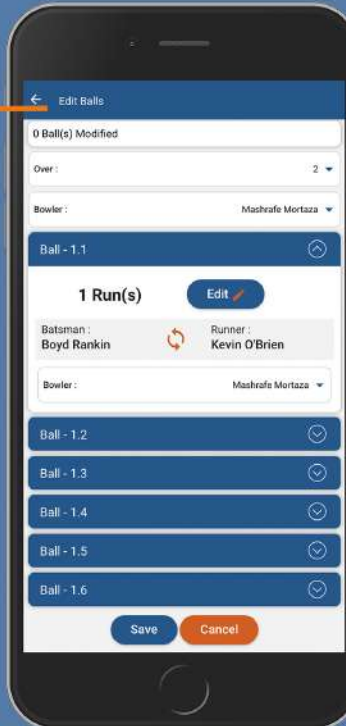 Edit Balls
0 Ball(s) Modified
Over : 2
Bowler : Mashrafe Mortaza
Ball - 1.1
1 Run(s) Edit
Batsman : Runner :
Boyd Rankin Kevin O'Brien
Bowler : Mashrafe Mortaza
Ball - 1.2
Ball - 1.3
Ball - 1.4
Ball - 1.5
Ball - 1.6
Save Cancel